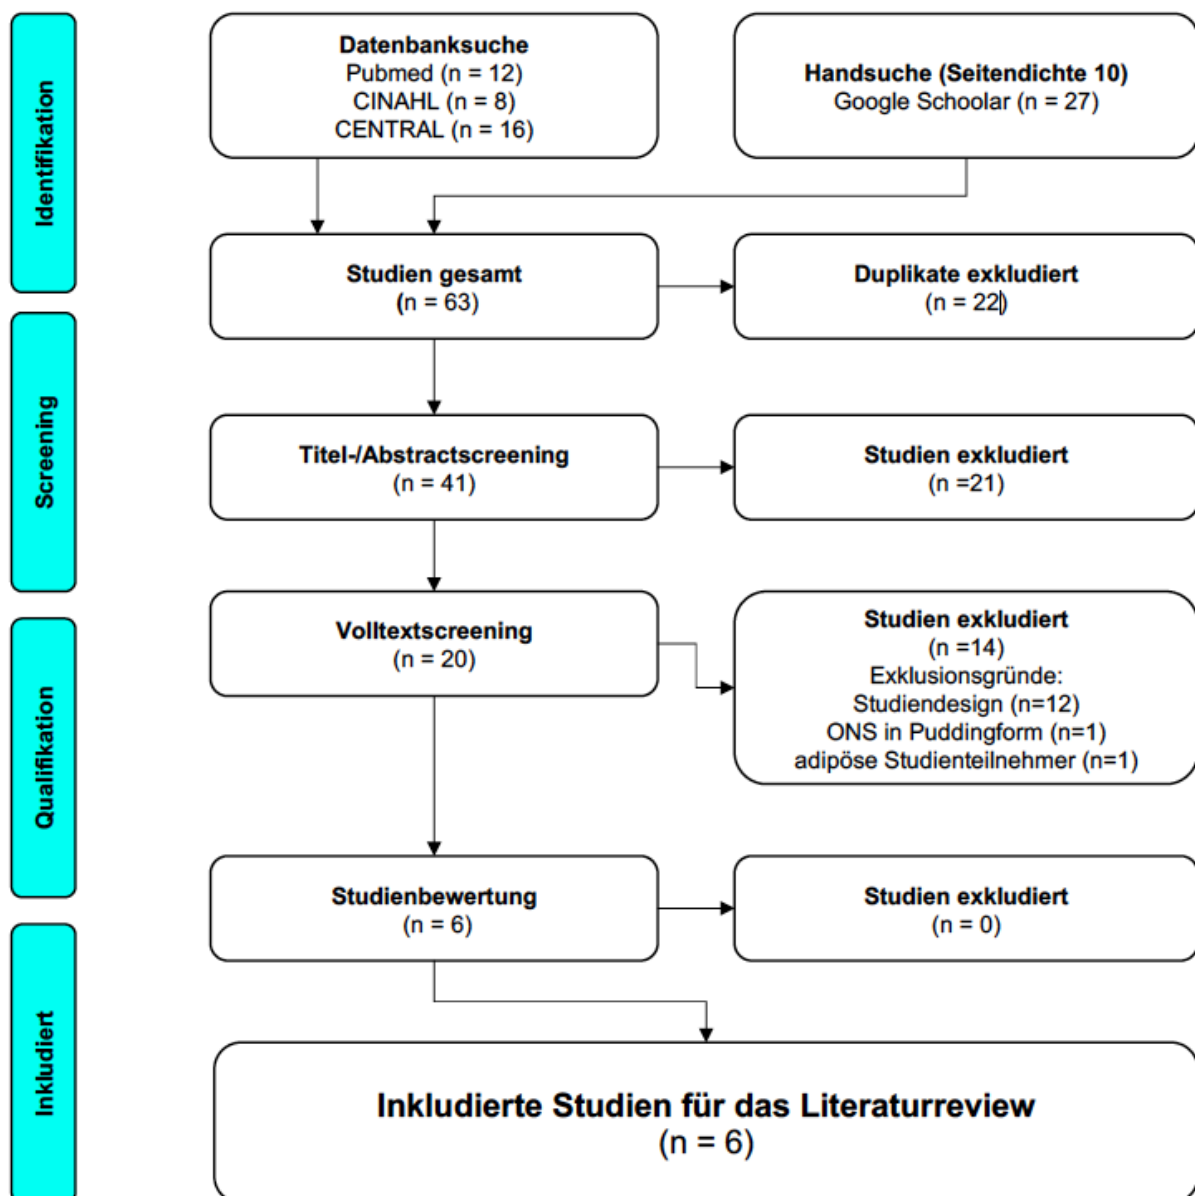 Identifikation
Datenbanksuche
Pubmed (n = 12)
CINAHL (n = 8)
CENTRAL (n = 16)
Handsuche (Seitendichte 10)
Google Schoolar (n = 27)
Studien gesamt
(n = 63)
Duplikate exkludiert
(n = 22)
Screening
Titel-/Abstractscreening
(n = 41)
Studien exkludiert
(n =21)
Qualifikation
Volltextscreening
(n = 20)
Studien exkludiert
(n =14)
Exklusionsgründe:
Studiendesign (n=12)
ONS in Puddingform (n=1)
adipöse Studienteilnehmer (n=1)
Studienbewertung
(n = 6)
Studien exkludiert
(n = 0)
Inkludiert
Inkludierte Studien für das Literaturreview
(n = 6)